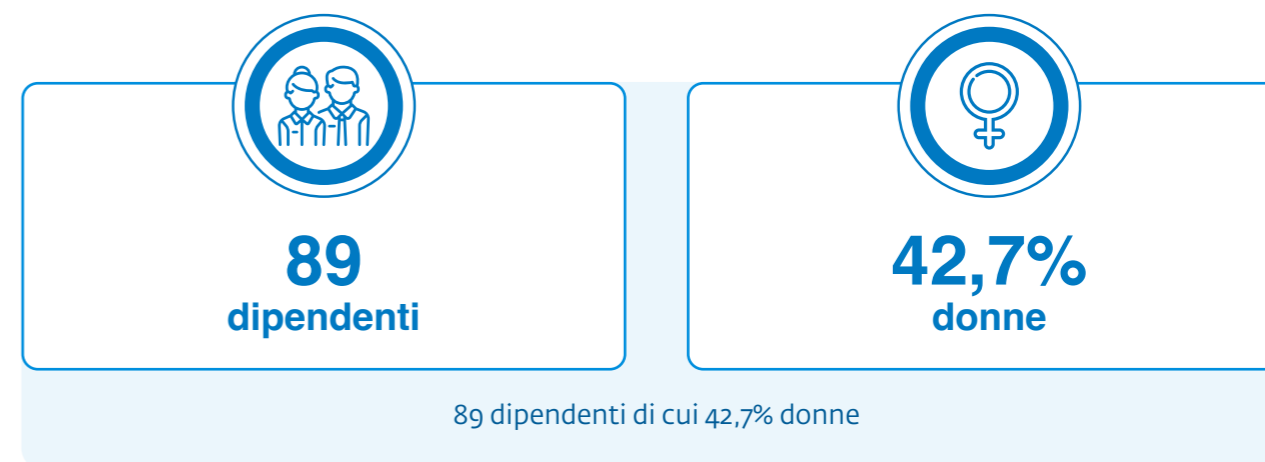 89
dipendenti
42,7%
donne
89 dipendenti di cui 42,7% donne